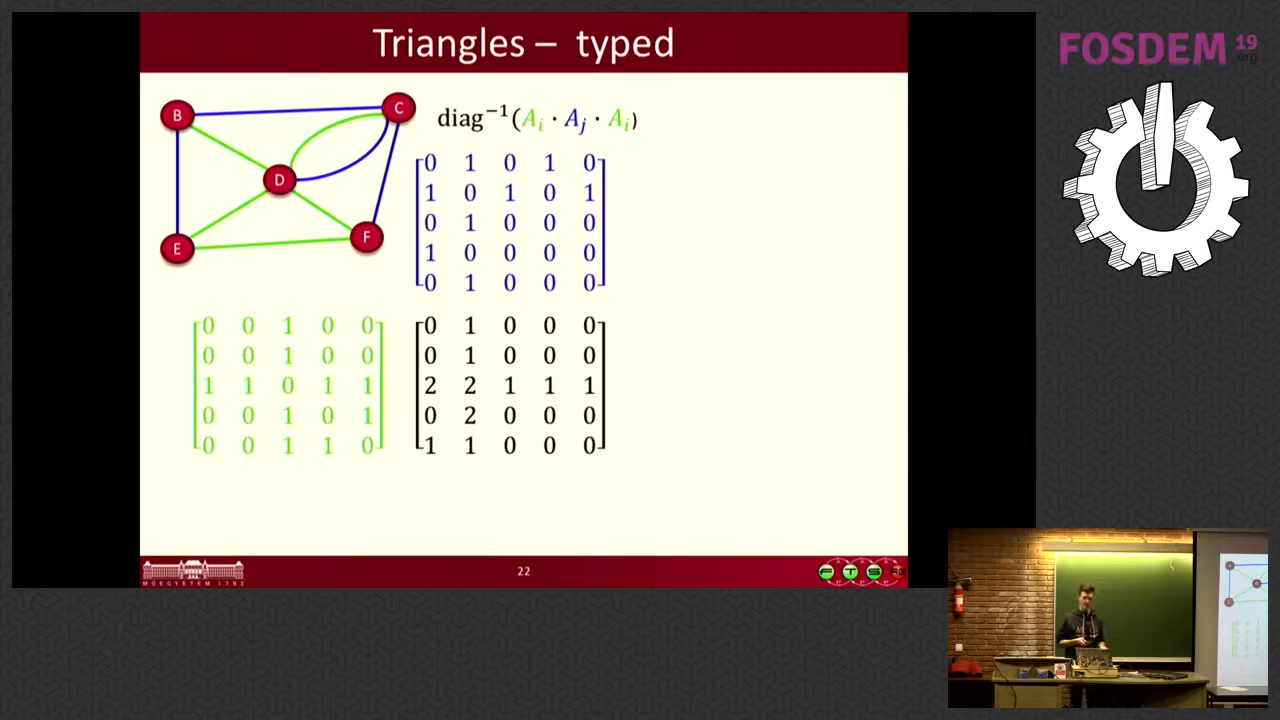 Triangles – typed
FOSDEM 19
.org
B
C
D
E
F
diag⁻¹(Aᵢ · Aⱼ · Aᵢ)
0 1 0 1 0
1 0 1 0 1
0 1 0 0 0
1 0 0 0 0
0 1 0 0 0
0 0 1 0 0
0 0 1 0 0
1 1 0 1 1
0 0 1 0 1
0 0 1 1 0
0 1 0 0 0
0 1 0 0 0
2 2 1 1 1
0 2 0 0 0
1 1 0 0 0
MŰEGYETEM 1782
22
F T S RG